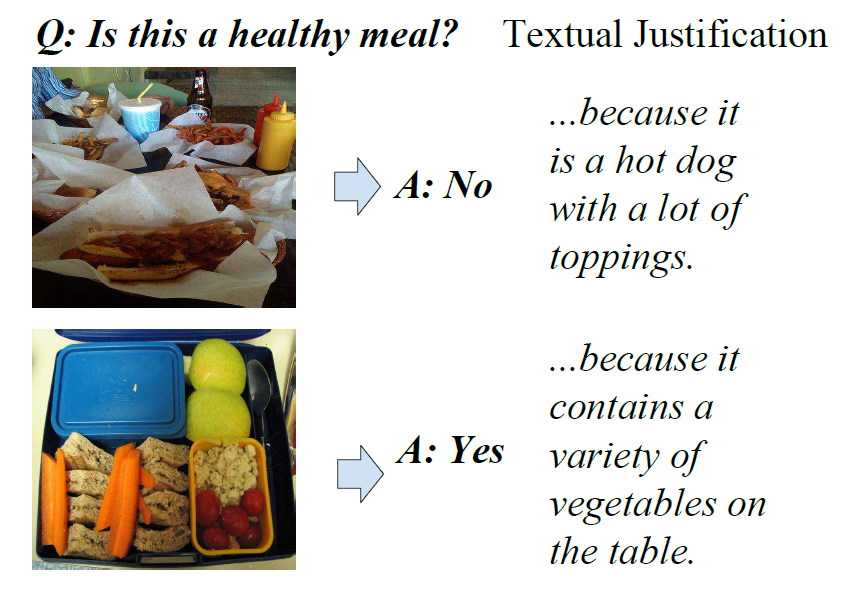 Q: Is this a healthy meal?
Textual Justification
A: No
...because it
is a hot dog
with a lot of
toppings.
A: Yes
...because it
contains a
variety of
vegetables on
the table.